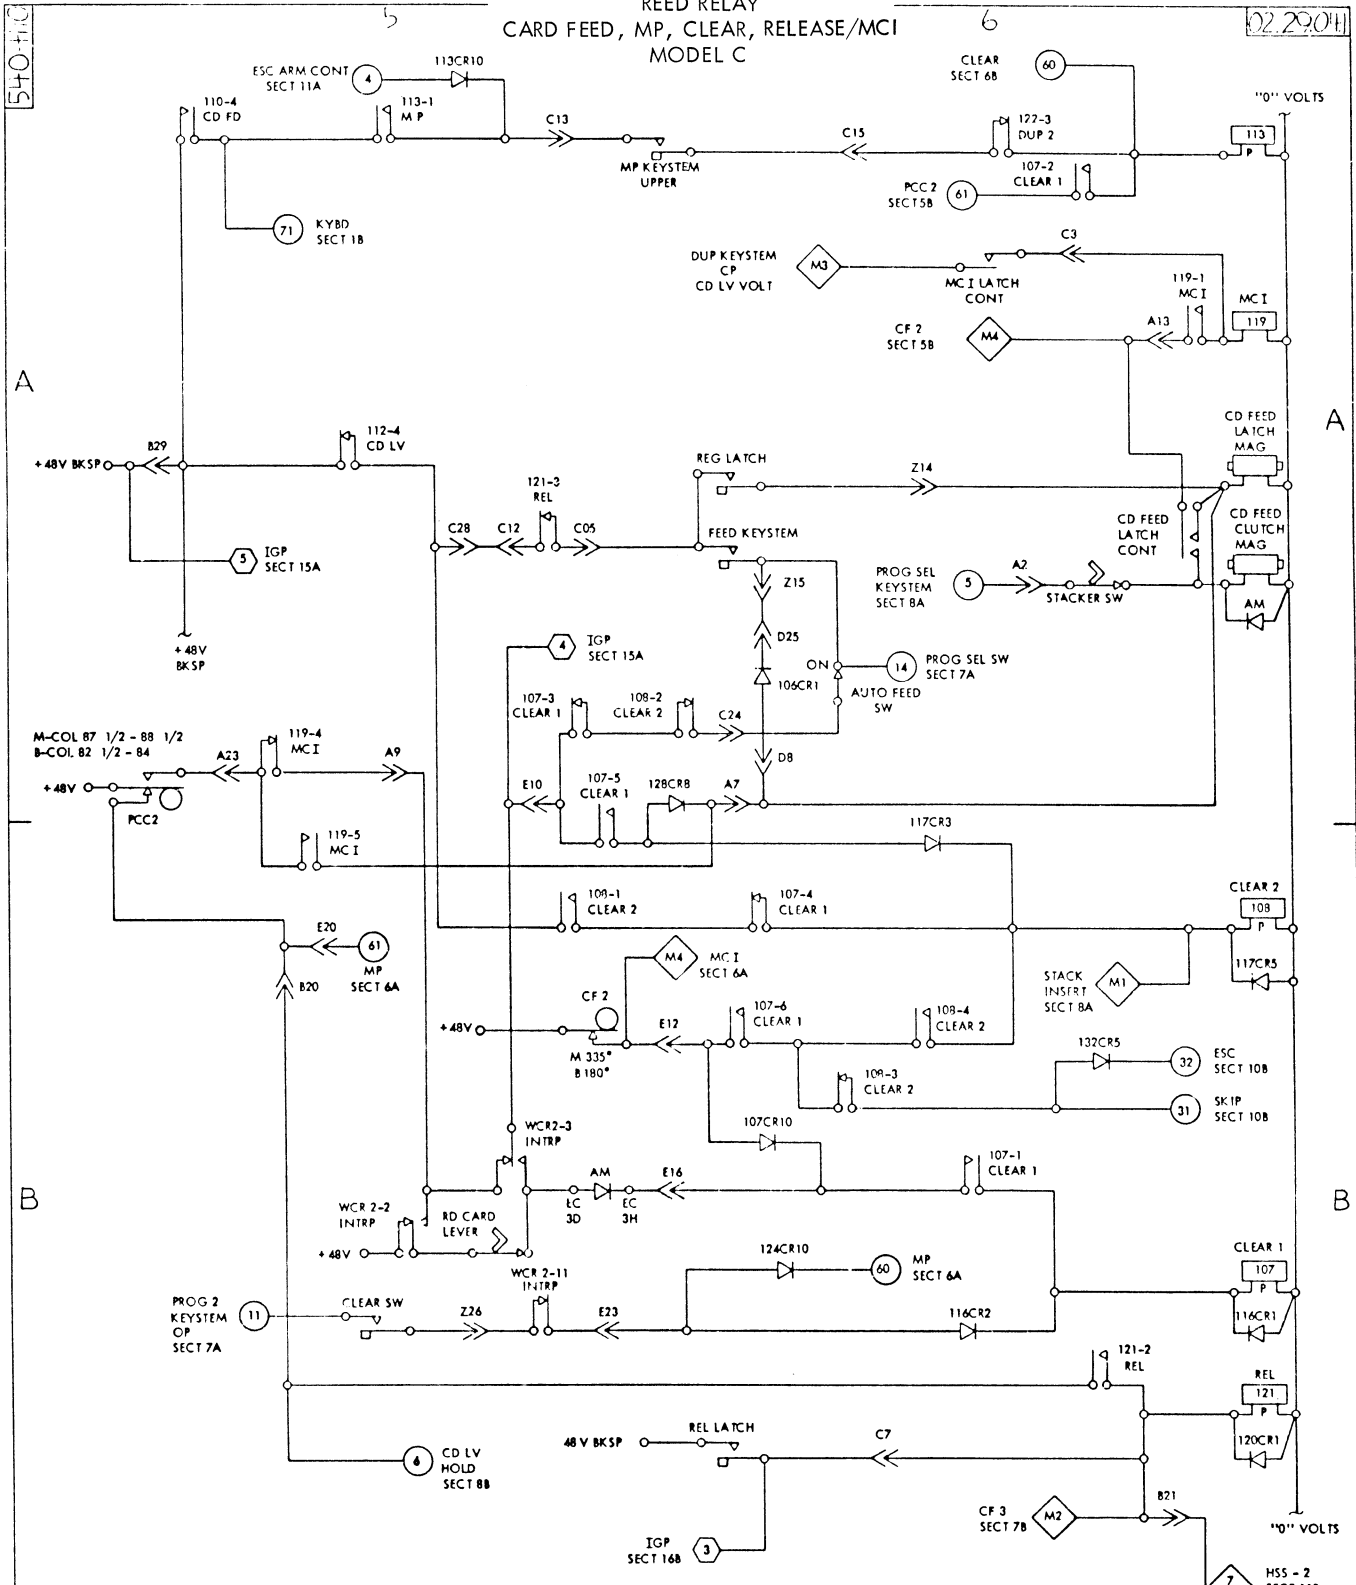 5
REED RELAY
CARD FEED, MP, CLEAR, RELEASE/MCI
MODEL C
6
02.29.04.1
ESC ARM CONT
SECT 11A
4
113CR10
CLEAR
SECT 6B
60
"0" VOLTS
110-4
CD FD
113-1
M P
C13
MP KEYSTEM
UPPER
C15
122-3
DUP 2
113
P
107-2
CLEAR 1
PCC 2
SECT 5B
61
71
KYBD
SECT 1B
DUP KEYSTEM
CP
CD LV VOLT
M3
MCI LATCH
CONT
C3
119-1
MCI
MCI
119
CF 2
SECT 5B
M4
A13
A
A
+48V BKSP
B29
112-4
CD LV
REG LATCH
Z14
CD FEED
LATCH
MAG
121-3
REL
C28
C12
C05
FEED KEYSTEM
CD FEED
LATCH
CONT
CD FEED
CLUTCH
MAG
5
IGP
SECT 15A
Z15
PROG SEL
KEYSTEM
SECT 8A
5
A2
STACKER SW
AM
+48V
BKSP
4
IGP
SECT 15A
D25
106CR1
ON
AUTO FEED
SW
14
PROG SEL SW
SECT 7A
107-3
CLEAR 1
108-2
CLEAR 2
C24
M-COL 87 1/2 - 88 1/2
B-COL 82 1/2 - 84
A23
119-4
MCI
A9
D8
+48V
PCC2
E10
107-5
CLEAR 1
128CR8
A7
119-5
MCI
117CR3
108-1
CLEAR 2
107-4
CLEAR 1
CLEAR 2
108
P
E20
61
MP
SECT 6A
M4
MCI
SECT 6A
STACK
INSERT
SECT 8A
M1
117CR5
B20
CF 2
+48V
M 335°
B 180°
E12
107-6
CLEAR 1
108-4
CLEAR 2
132CR5
32
ESC
SECT 10B
108-3
CLEAR 2
31
SKIP
SECT 10B
WCR2-3
INTRP
107CR10
B
B
WCR 2-2
INTRP
RD CARD
LEVER
+48V
EC
3D
AM
EC
3H
E16
107-1
CLEAR 1
124CR10
60
MP
SECT 6A
CLEAR 1
107
P
PROG 2
KEYSTEM
OP
SECT 7A
11
CLEAR SW
Z26
WCR 2-11
INTRP
E23
116CR2
116CR1
121-2
REL
REL
121
P
48 V BKSP
REL LATCH
C7
120CR1
6
CD LV
HOLD
SECT 8B
IGP
SECT 16B
3
CF 3
SECT 7B
M2
B21
"0" VOLTS
7
HSS - 2